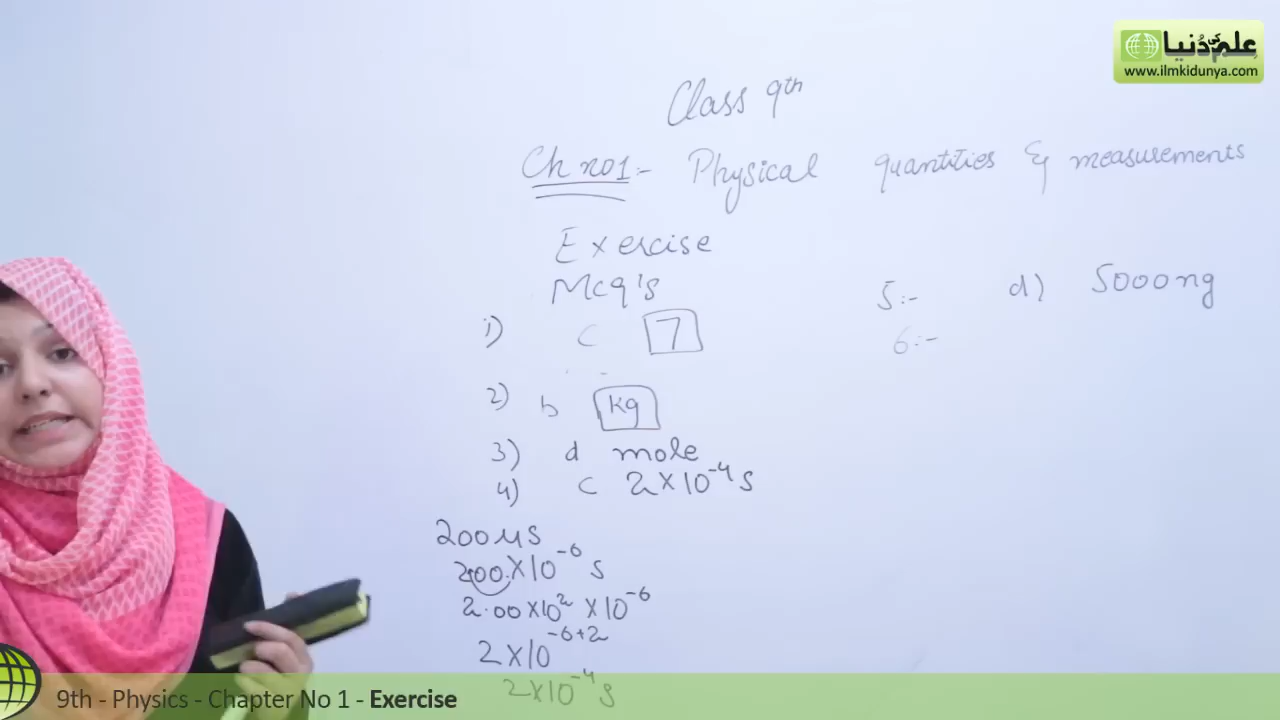 علم کی دُنیا
www.ilmkidunya.com
Class 9th
Ch no1:- Physical quantities & measurements
Exercise
Mcq's
1) c 7
2) b kg
3) d mole
4) c 2×10⁻⁴ s
200 μs
200.×10⁻⁶ s
2.00×10² ×10⁻⁶
2×10⁻⁶⁺²
2×10⁻⁴ s
5:- d) 5000ng
6:-
9th - Physics - Chapter No 1 - Exercise